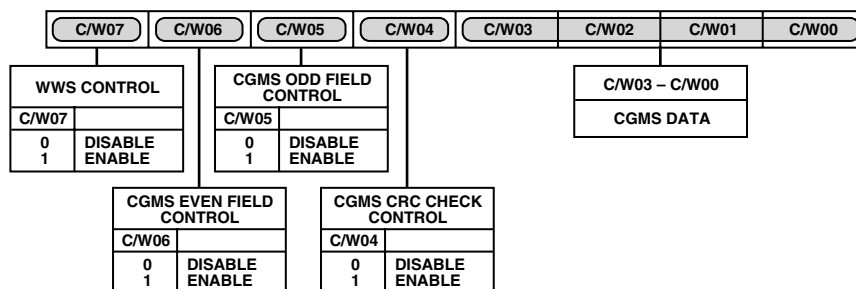 C/W07 C/W06 C/W05 C/W04 C/W03 C/W02 C/W01 C/W00
WWS CONTROL
C/W07
0 DISABLE
1 ENABLE
CGMS ODD FIELD
CONTROL
C/W05
0 DISABLE
1 ENABLE
C/W03 – C/W00
CGMS DATA
CGMS EVEN FIELD
CONTROL
C/W06
0 DISABLE
1 ENABLE
CGMS CRC CHECK
CONTROL
C/W04
0 DISABLE
1 ENABLE